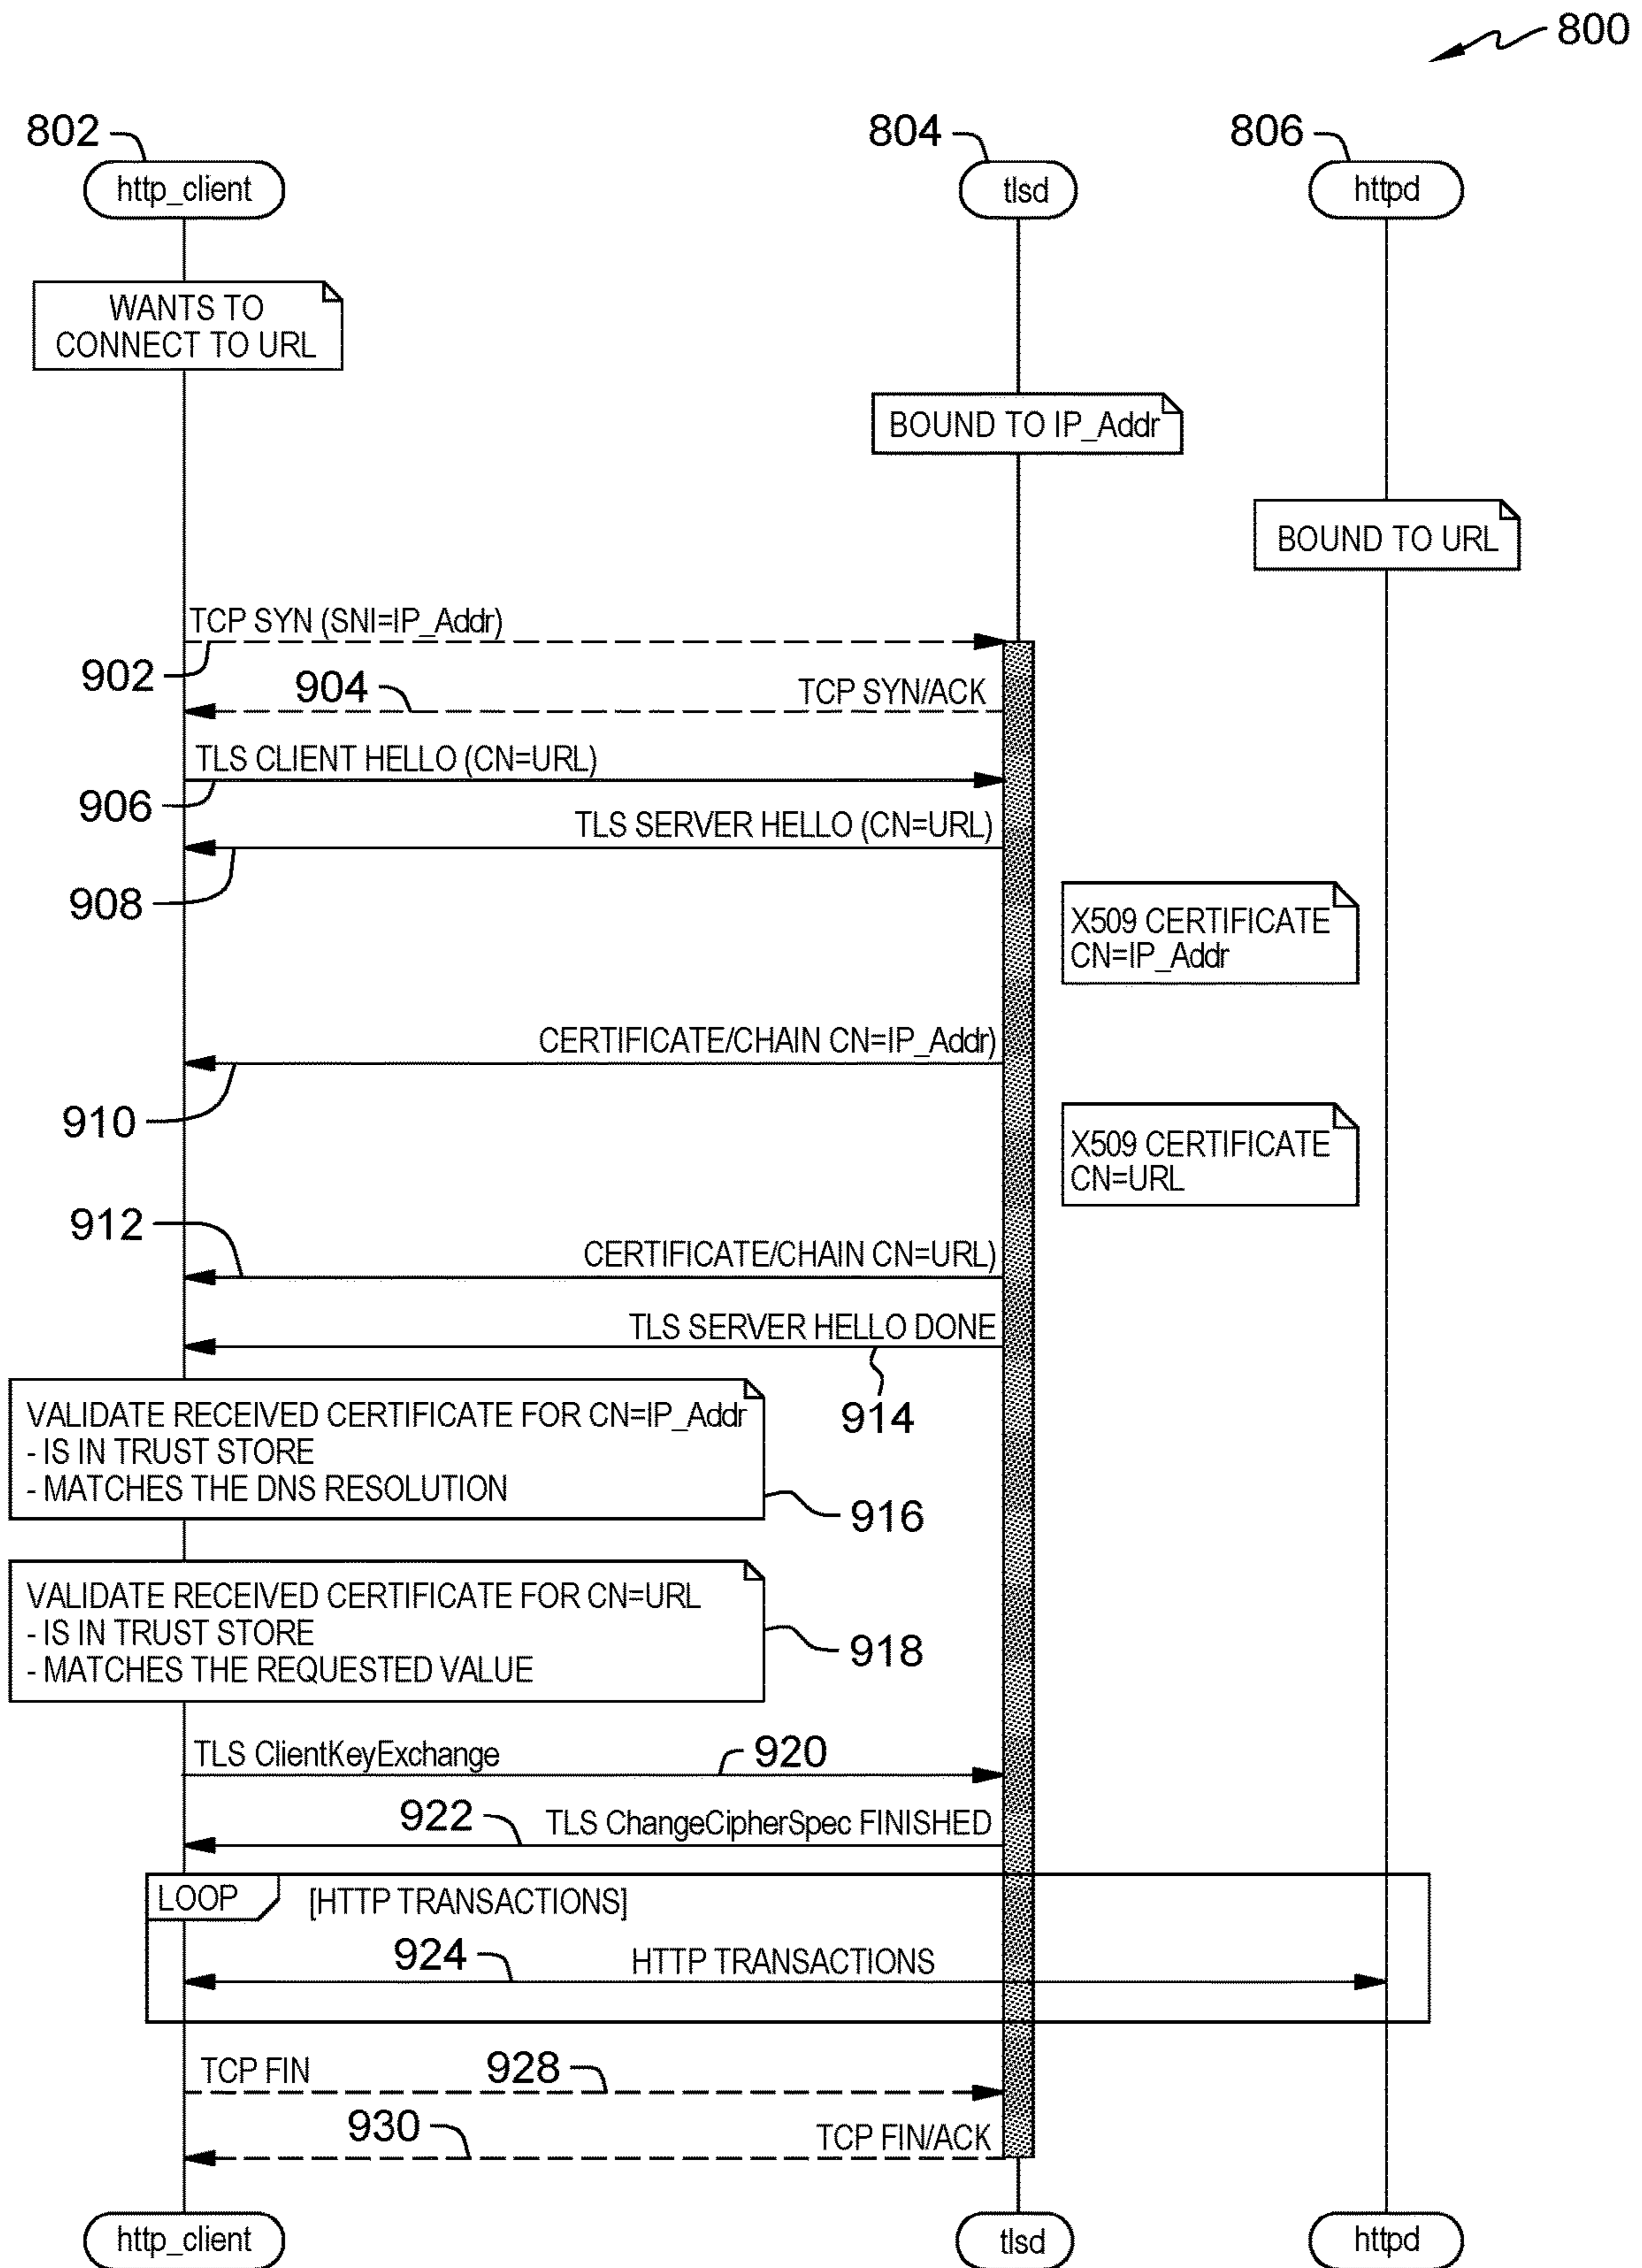 800
802
804
806
http_client
tlsd
httpd
WANTS TO
CONNECT TO URL
BOUND TO IP_Addr
BOUND TO URL
TCP SYN (SNI=IP_Addr)
902
904
TCP SYN/ACK
TLS CLIENT HELLO (CN=URL)
906
TLS SERVER HELLO (CN=URL)
908
X509 CERTIFICATE
CN=IP_Addr
CERTIFICATE/CHAIN CN=IP_Addr)
910
X509 CERTIFICATE
CN=URL
912
CERTIFICATE/CHAIN CN=URL)
TLS SERVER HELLO DONE
914
VALIDATE RECEIVED CERTIFICATE FOR CN=IP_Addr
- IS IN TRUST STORE
- MATCHES THE DNS RESOLUTION
916
VALIDATE RECEIVED CERTIFICATE FOR CN=URL
- IS IN TRUST STORE
- MATCHES THE REQUESTED VALUE
918
TLS ClientKeyExchange
920
922
TLS ChangeCipherSpec FINISHED
LOOP
[HTTP TRANSACTIONS]
924
HTTP TRANSACTIONS
TCP FIN
928
930
TCP FIN/ACK
http_client
tlsd
httpd